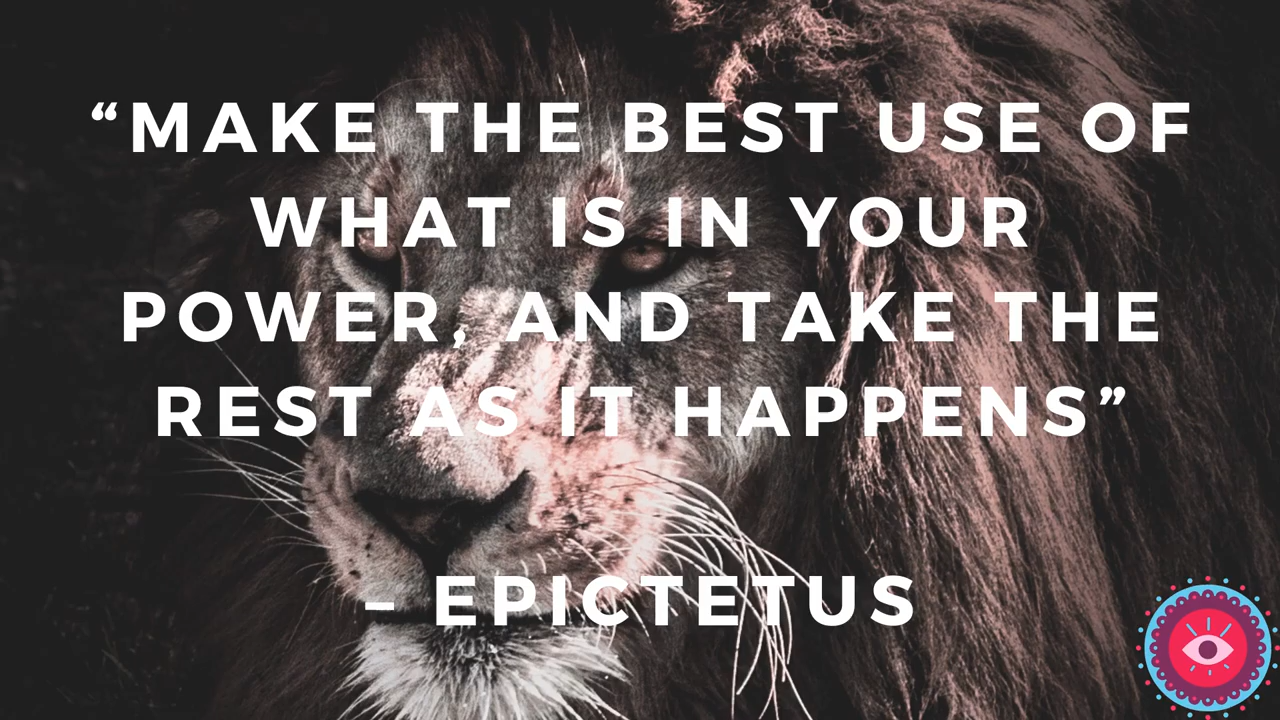 “MAKE THE BEST USE OF
WHAT IS IN YOUR
POWER, AND TAKE THE
REST AS IT HAPPENS”
– EPICTETUS